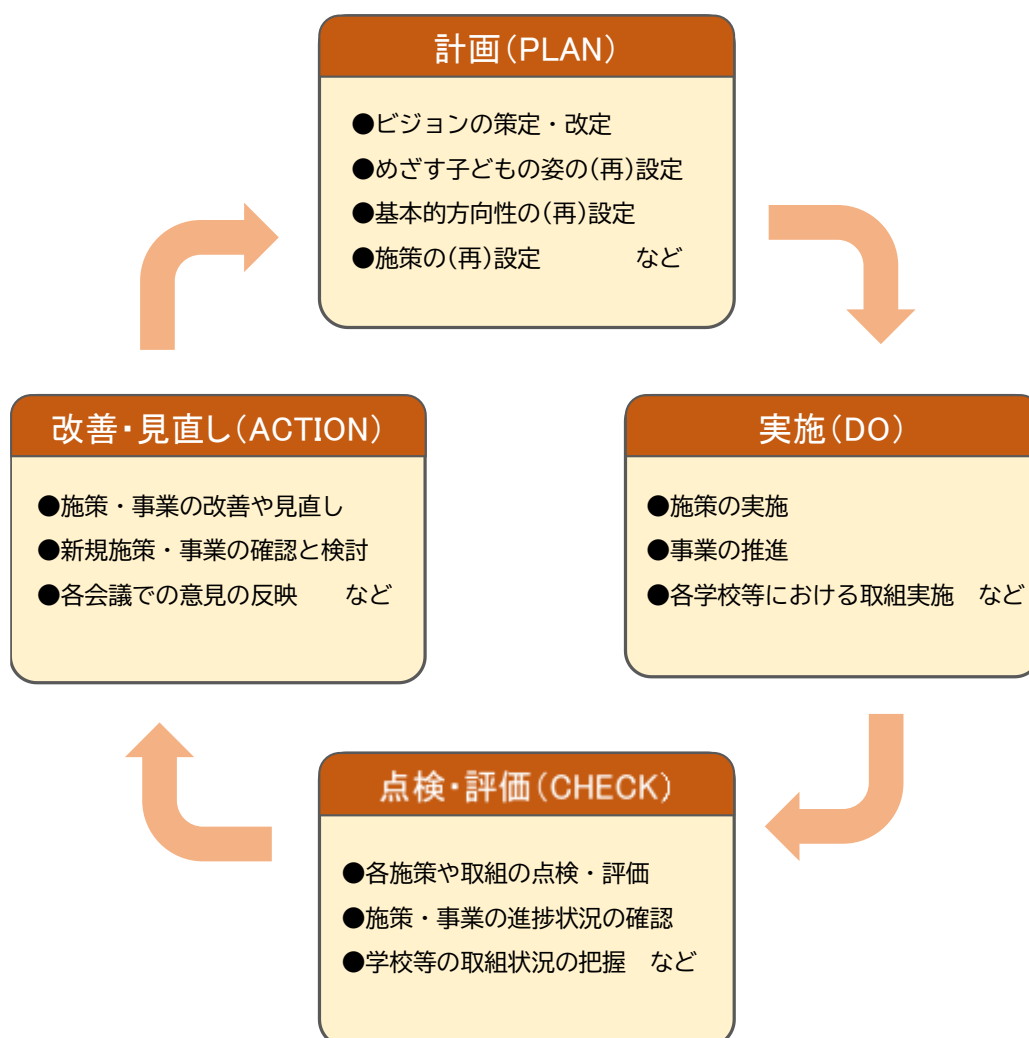 計画（PLAN）
●ビジョンの策定・改定
●めざす子どもの姿の(再)設定
●基本的方向性の(再)設定
●施策の(再)設定　　　　など
改善・見直し（ACTION）
●施策・事業の改善や見直し
●新規施策・事業の確認と検討
●各会議での意見の反映　　など
実施（DO）
●施策の実施
●事業の推進
●各学校等における取組実施　など
点検・評価（CHECK）
●各施策や取組の点検・評価
●施策・事業の進捗状況の確認
●学校等の取組状況の把握　など